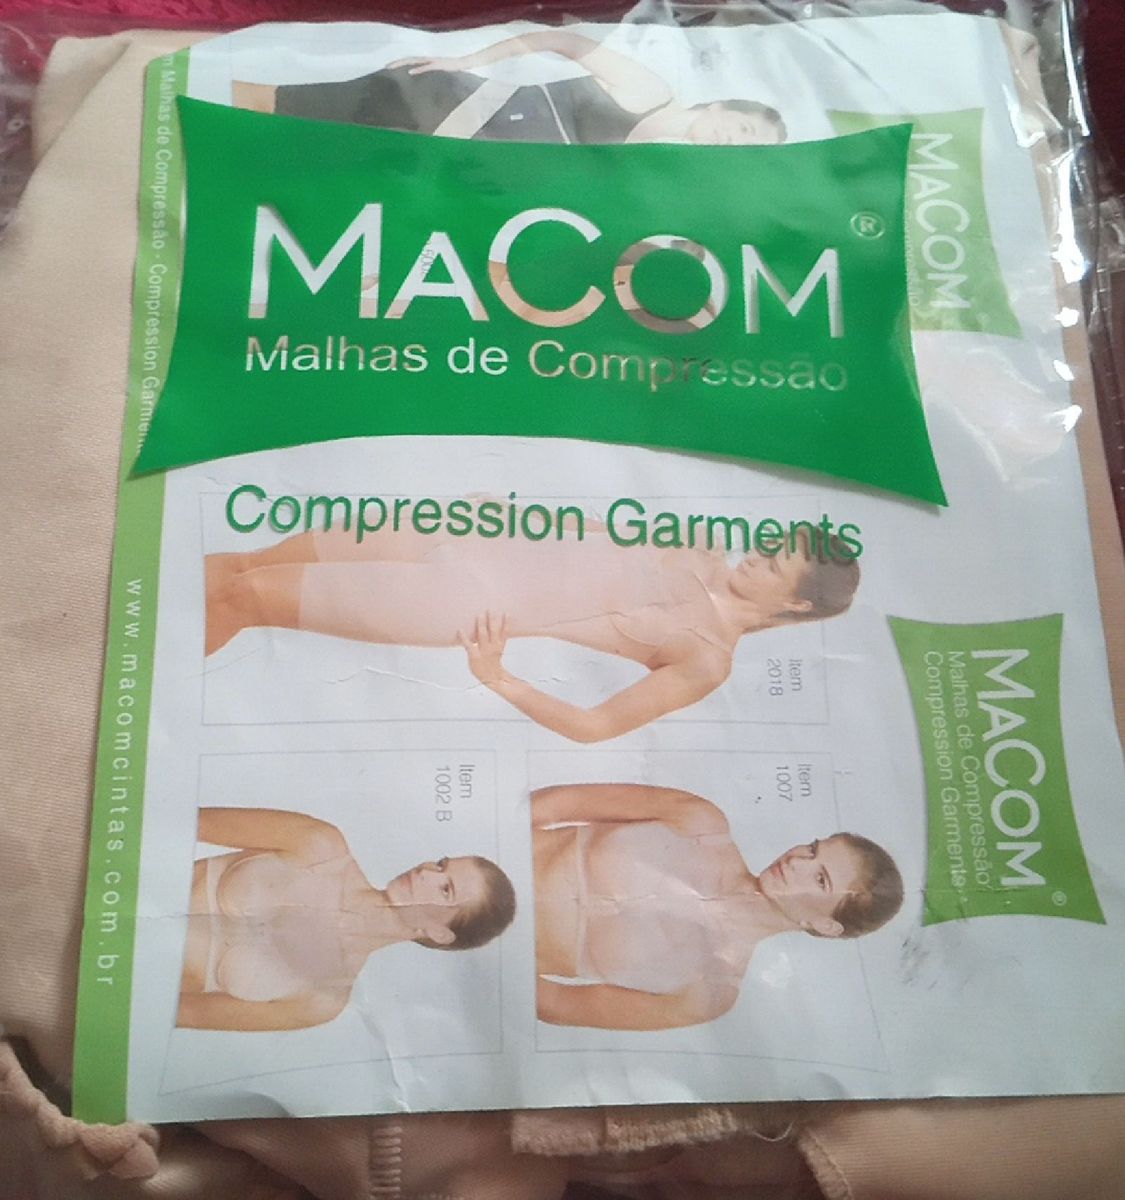 MACOM
Malhas de Compressão
Compression Garments
m Malhas de Compressão · Compression Garmen
www.macomcintas.com.br
MACOM
Item
2018
Item
1002 B
Item
1007
MACOM®
Malhas de Compressão
Compression Garments